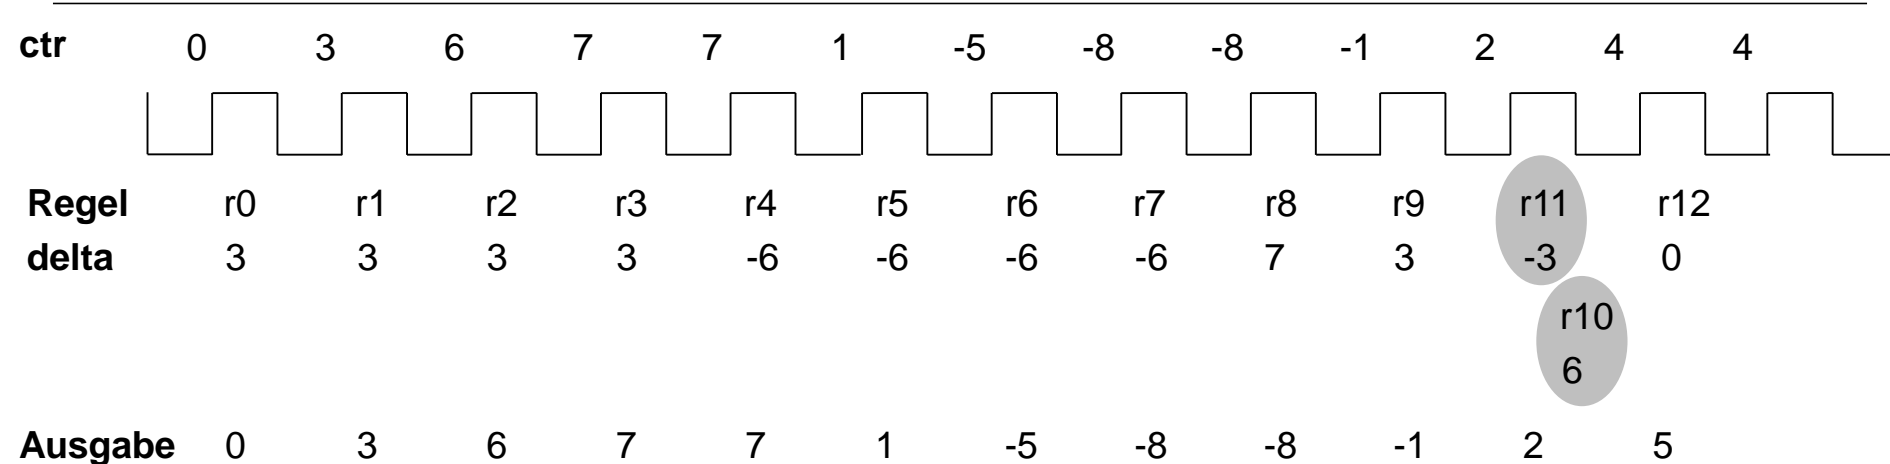 ctr 0 3 6 7 7 1 -5 -8 -8 -1 2 4 4
Regel r0 r1 r2 r3 r4 r5 r6 r7 r8 r9 r11 r12
delta 3 3 3 3 -6 -6 -6 -6 7 3 -3 0
r10
6
Ausgabe 0 3 6 7 7 1 -5 -8 -8 -1 2 5